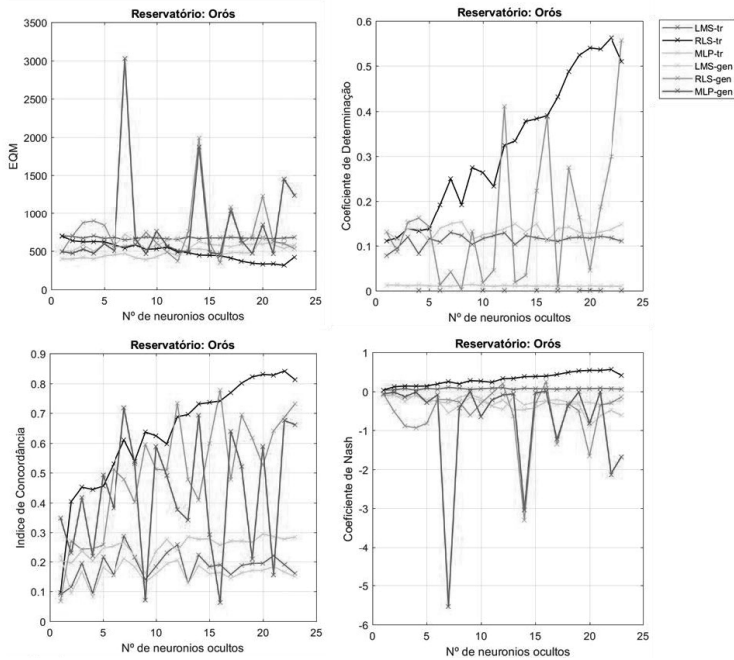 Reservatório: Orós
EQM
3500
3000
2500
2000
1500
1000
500
0
0 5 10 15 20 25
Nº de neuronios ocultos
Reservatório: Orós
Coeficiente de Determinação
0.6
0.5
0.4
0.3
0.2
0.1
0
0 5 10 15 20 25
Nº de neuronios ocultos
LMS-tr
RLS-tr
MLP-tr
LMS-gen
RLS-gen
MLP-gen
Reservatório: Orós
Indice de Concordância
0.9
0.8
0.7
0.6
0.5
0.4
0.3
0.2
0.1
0
0 5 10 15 20 25
Nº de neuronios ocultos
Reservatório: Orós
Coeficiente de Nash
1
0
-1
-2
-3
-4
-5
-6
0 5 10 15 20 25
Nº de neuronios ocultos